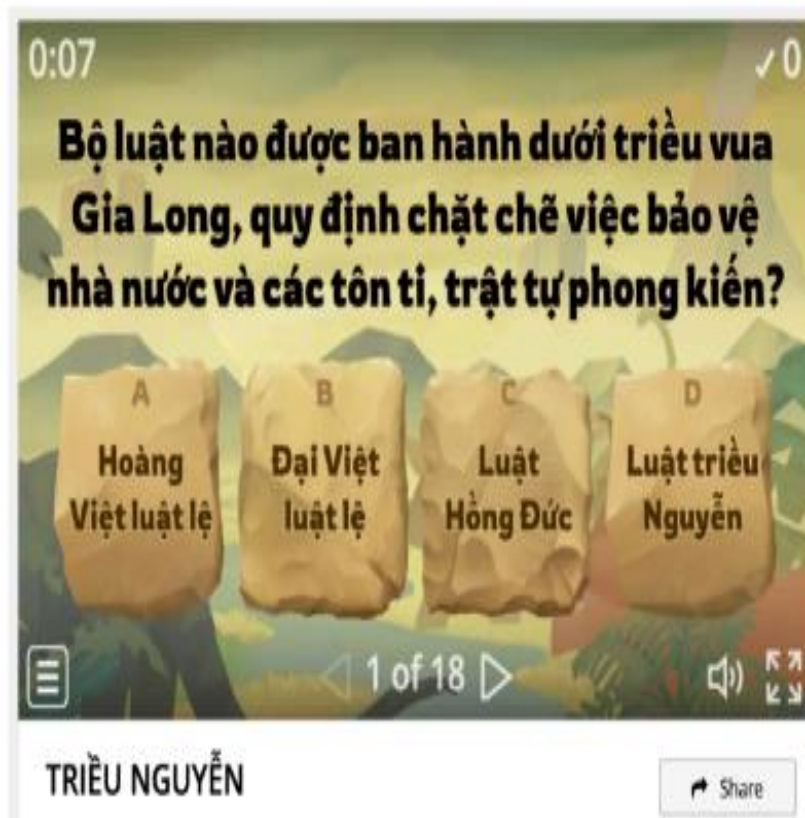 0:07
✓0
Bộ luật nào được ban hành dưới triều vua
Gia Long, quy định chặt chẽ việc bảo vệ
nhà nước và các tôn ti, trật tự phong kiến?
A
Hoàng
Việt luật lệ
B
Đại Việt
luật lệ
C
Luật
Hồng Đức
D
Luật triều
Nguyễn
1 of 18
TRIỀU NGUYỄN
Share